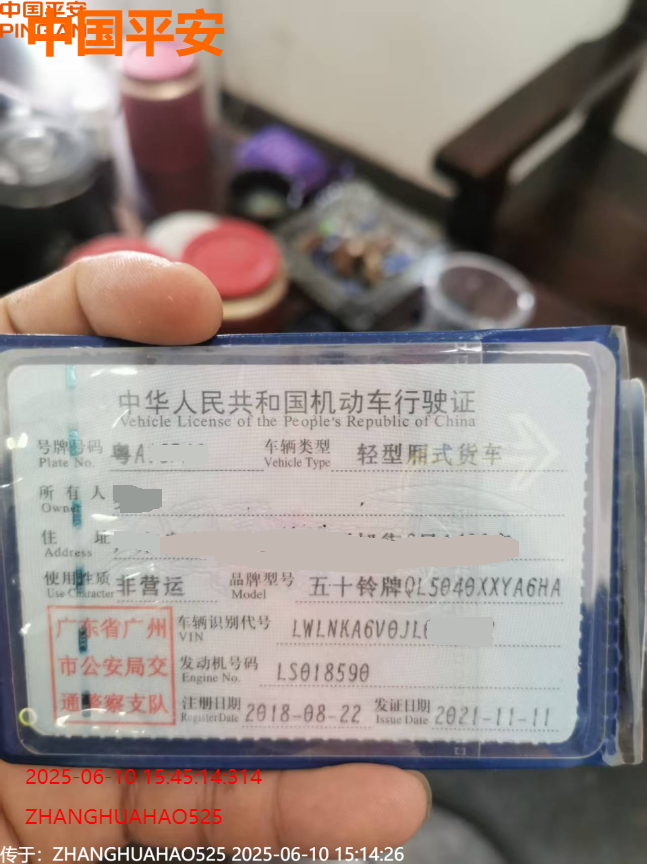 中国平安
PINGAN
中国平安
中华人民共和国机动车行驶证
Vehicle License of the People's Republic of China
号牌号码 粤A 车辆类型 轻型厢式货车
Plate No. Vehicle Type
所有人
Owner
住址
Address
使用性质 非营运 品牌型号 五十铃牌QL5040XXYA6HA
Use Character Model
广东省广州
市公安局交
通警察支队
车辆识别代号 LWLNKA6V0JL
VIN
发动机号码 LS018590
Engine No.
注册日期 2018-08-22 发证日期 2021-11-11
Register Date Issue Date
2025-06-10 15:45:14:314
ZHANGHUAHAO525
传于：ZHANGHUAHAO525 2025-06-10 15:14:26